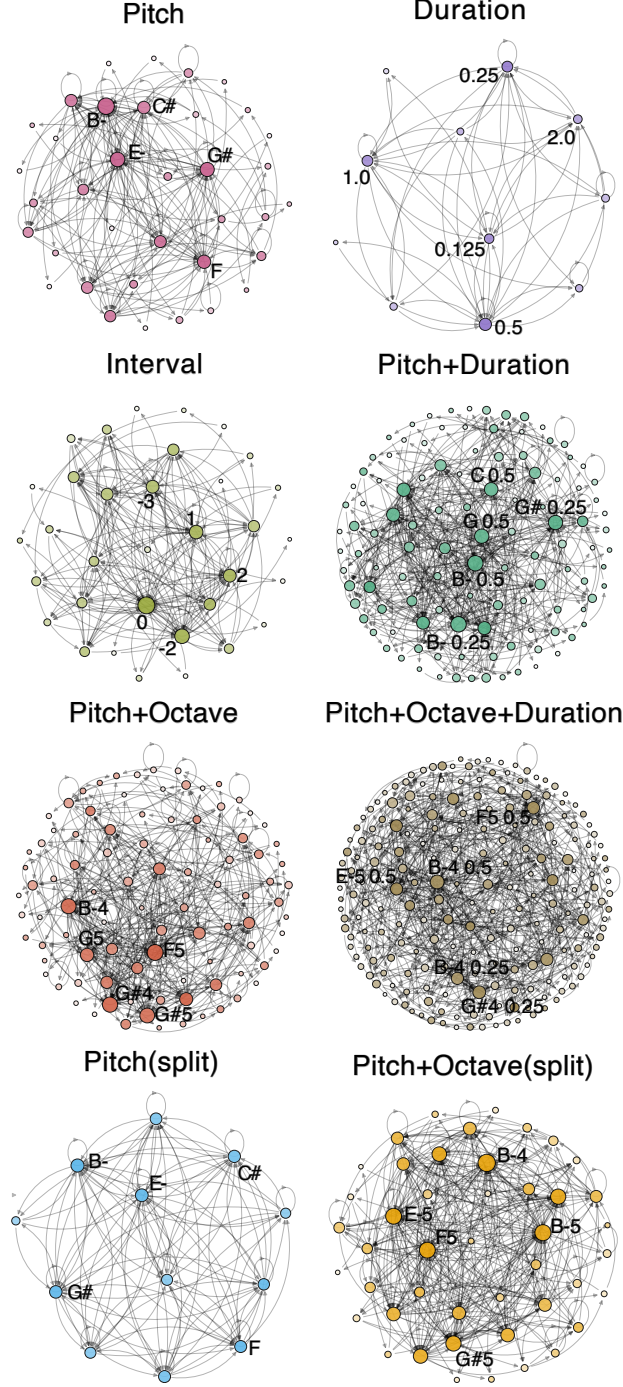 Pitch
Duration
B-
C#
E-
G#
F
0.25
2.0
1.0
0.125
0.5
Interval
Pitch+Duration
-3
1
2
0
-2
C 0.5
G# 0.25
G 0.5
B- 0.5
B- 0.25
Pitch+Octave
Pitch+Octave+Duration
B-4
G5
F5
G#4
G#5
F5 0.5
B-4 0.5
E-5 0.5
B-4 0.25
G#4 0.25
Pitch(split)
Pitch+Octave(split)
B-
C#
E-
G#
F
B-4
E-5
B-5
F5
G#5